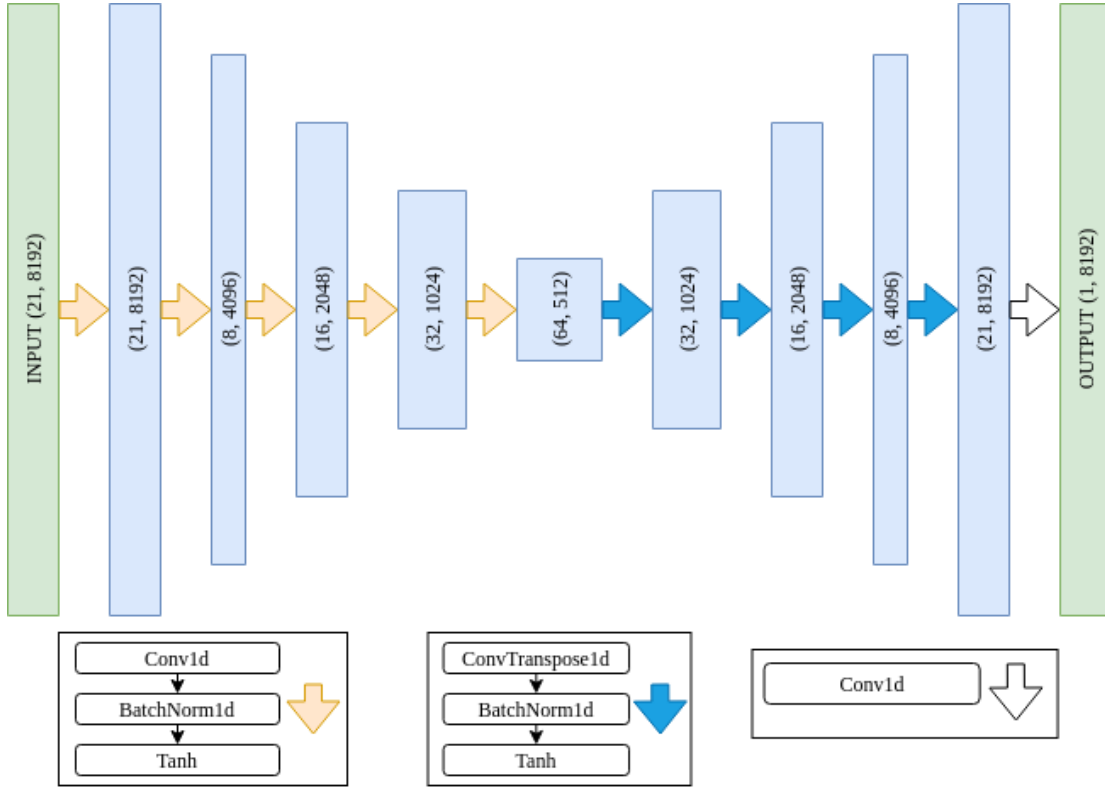 INPUT (21, 8192)
(21, 8192)
(8, 4096)
(16, 2048)
(32, 1024)
(64, 512)
(32, 1024)
(16, 2048)
(8, 4096)
(21, 8192)
OUTPUT (1, 8192)
Conv1d
BatchNorm1d
Tanh
ConvTranspose1d
BatchNorm1d
Tanh
Conv1d